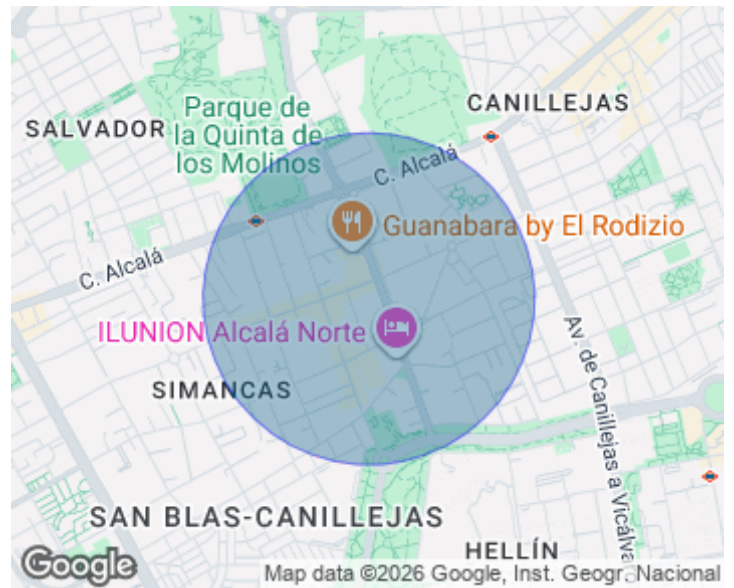 CANILLEJAS
Parque de
la Quinta de
los Molinos
SALVADOR
C. Alcalá
Guanabara by El Rodizio
C. Alcalá
ILUNION Alcalá Norte
SIMANCAS
Av. de Canillejas a Vicálva
SAN BLAS-CANILLEJAS
HELLÍN
Google
Map data ©2026 Google, Inst. Geogr. Nacional